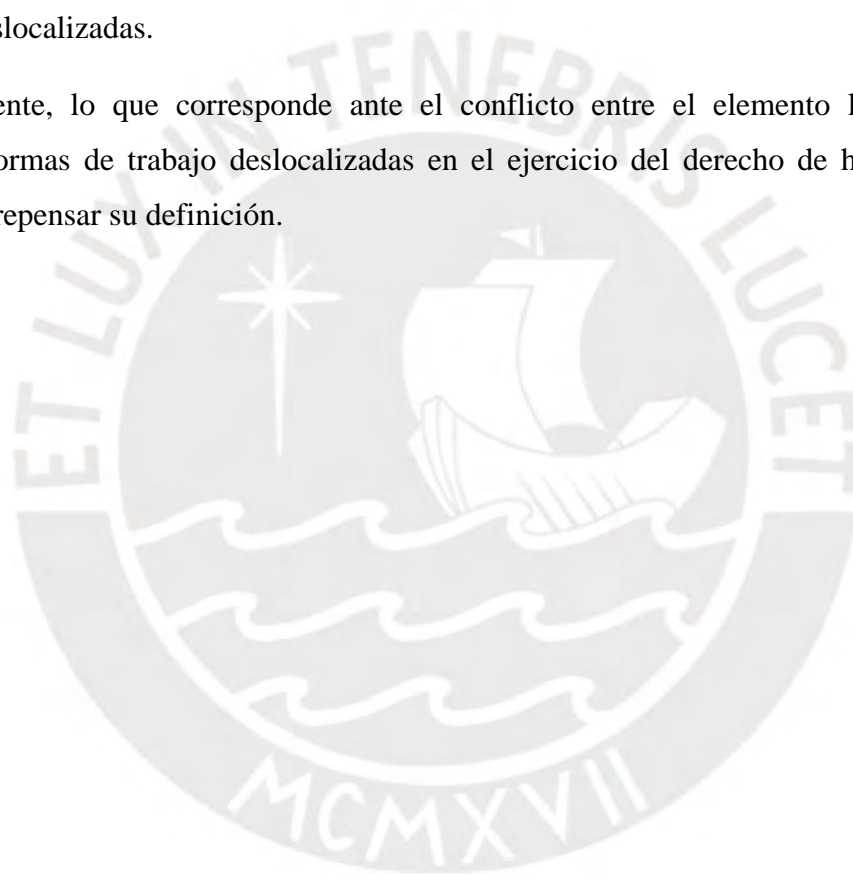 slocalizadas.
ente, lo que corresponde ante el conflicto entre el elemento l
ormas de trabajo deslocalizadas en el ejercicio del derecho de h
repensar su definición.
ET LUX IN TENEBRIS LUCET
MCMXVII